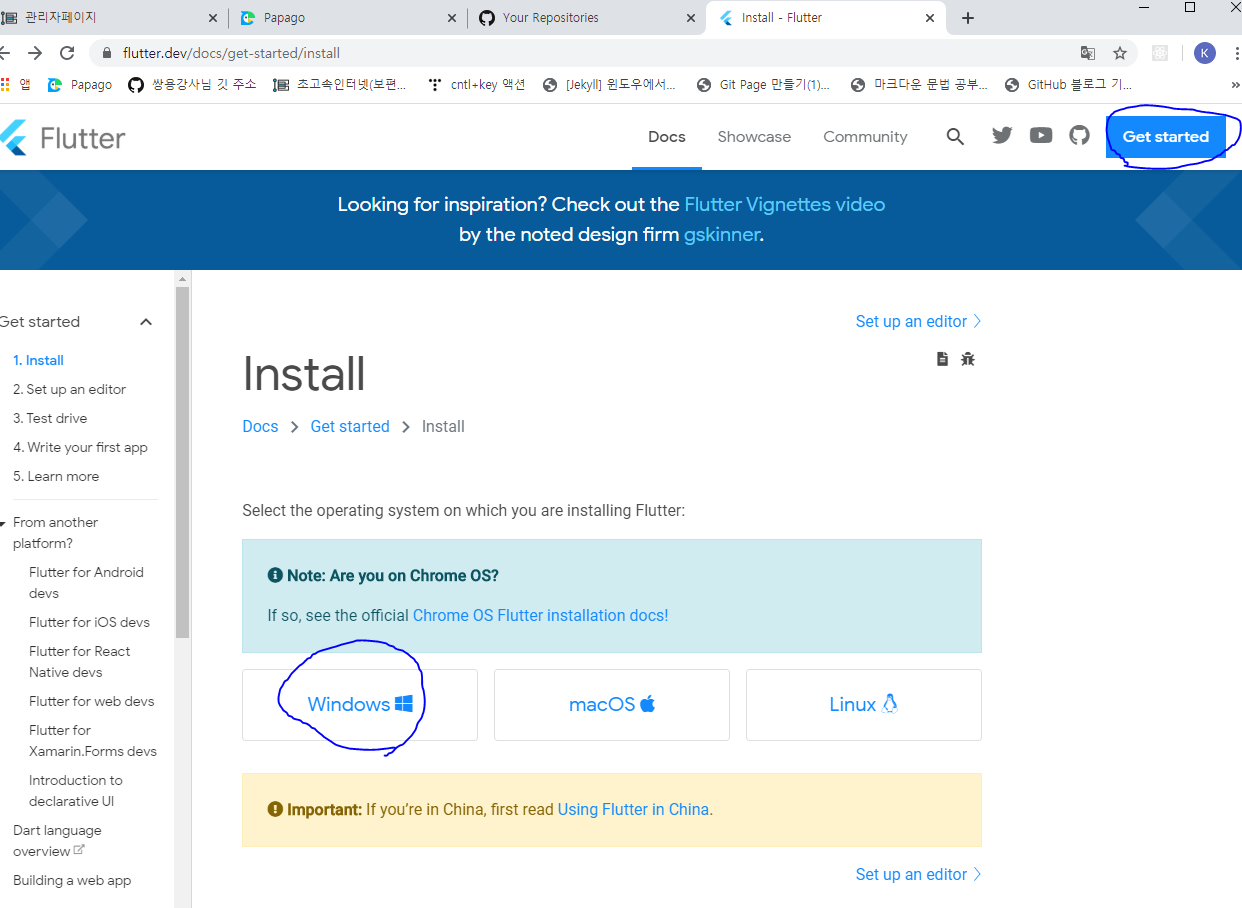 관리자페이지
Papago
Your Repositories
Install - Flutter
flutter.dev/docs/get-started/install
K
앱
Papago
쌍용강사님 깃 주소
초고속인터넷(보편...
cntl+key 액션
[Jekyll] 윈도우에서...
Git Page 만들기(1)...
마크다운 문법 공부...
GitHub 블로그 기...
»
Flutter
Docs
Showcase
Community
Get started
Looking for inspiration? Check out the Flutter Vignettes video
by the noted design firm gskinner.
Get started
1. Install
2. Set up an editor
3. Test drive
4. Write your first app
5. Learn more
From another
platform?
Flutter for Android
devs
Flutter for iOS devs
Flutter for React
Native devs
Flutter for web devs
Flutter for
Xamarin.Forms devs
Introduction to
declarative UI
Dart language
overview
Building a web app
Set up an editor
Install
Docs > Get started > Install
Select the operating system on which you are installing Flutter:
Note: Are you on Chrome OS?
If so, see the official Chrome OS Flutter installation docs!
Windows
macOS
Linux
Important: If you're in China, first read Using Flutter in China.
Set up an editor